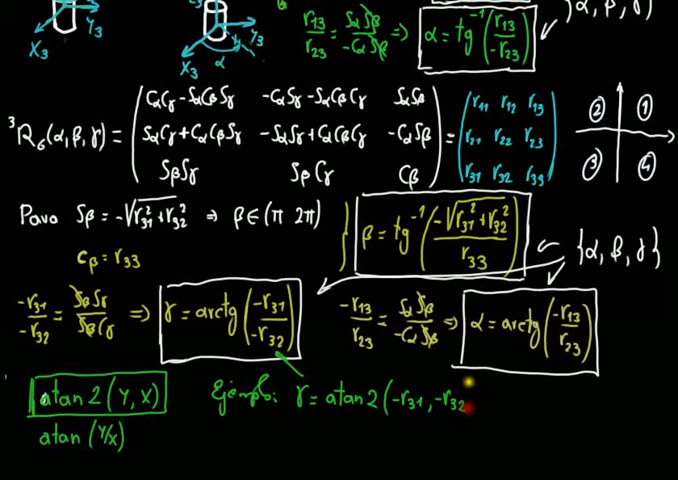 X₃ Y₃ X₃ Y₃ α
r₁₃/r₂₃ = SαSβ/-CαSβ => α = tg⁻¹(r₁₃/-r₂₃)
}α, β, γ)
³R₆(α,β,γ) = (CαCγ-SαCβSγ -CαSγ-SαCβCγ SαSβ = (r₁₁ r₁₂ r₁₃
SαCγ+CαCβSγ -SαSγ+CαCβCγ -CαSβ r₂₁ r₂₂ r₂₃
SβSγ SβCγ Cβ) r₃₁ r₃₂ r₃₃)
② ①
③ ④
Para Sβ = -√r₃₁²+r₃₂² => β∈(π 2π) } β = tg⁻¹(-√r₃₁²+r₃₂²/r₃₃)
{α, β, γ}
Cβ = r₃₃
-r₃₁/-r₃₂ = SβSγ/SβCγ => γ = arctg(-r₃₁/-r₃₂)
-r₁₃/r₂₃ = SαSβ/-CαSβ => α = arctg(-r₁₃/r₂₃)
atan2(Y,X) Ejemplo: γ = atan2(-r₃₁,-r₃₂
atan(Y/X)